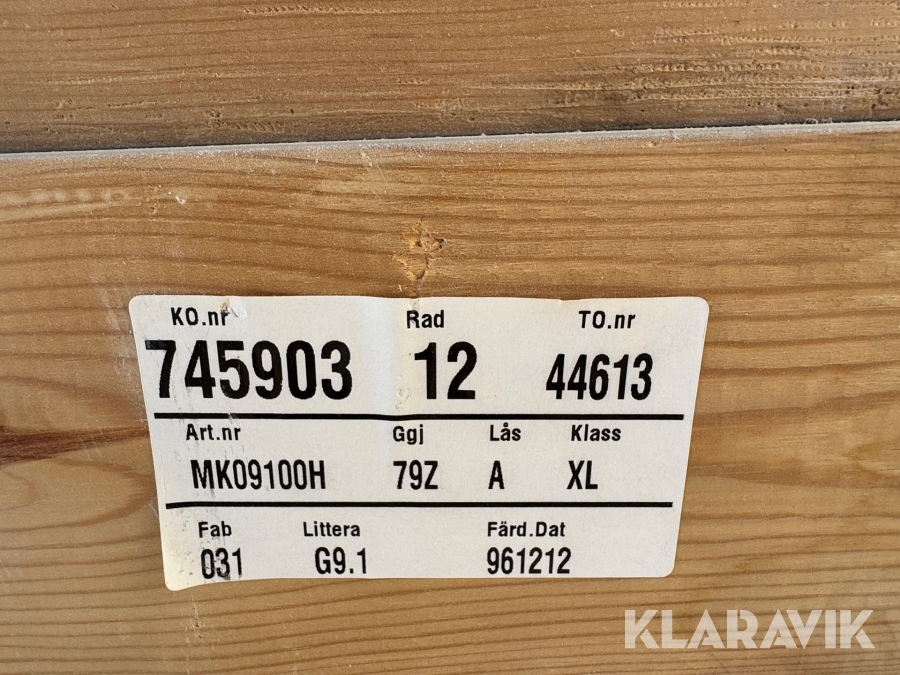 KO.nr Rad TO.nr
745903 12 44613
Art.nr Ggj Lås Klass
MK09100H 79Z A XL
Fab Littera Färd.Dat
031 G9.1 961212
KLARAVIK